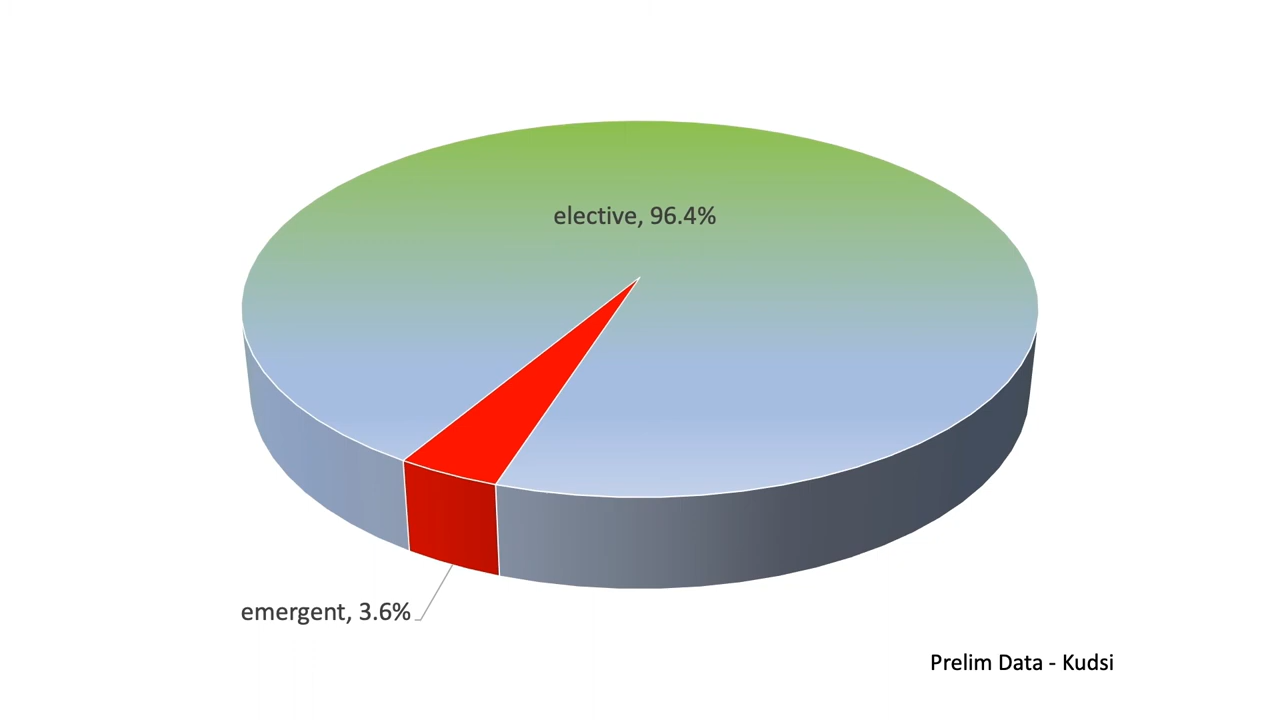 elective, 96.4%
emergent, 3.6%
Prelim Data - Kudsi